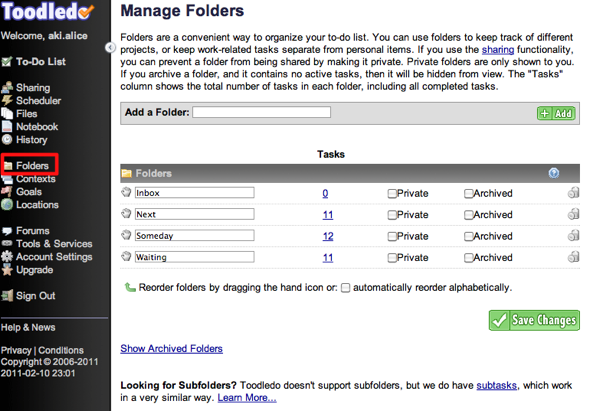 Toodledo
Welcome, aki.alice
To-Do List
Sharing
Scheduler
Files
Notebook
History
Folders
Contexts
Goals
Locations
Forums
Tools & Services
Account Settings
Upgrade
Sign Out
Help & News
Privacy | Conditions
Copyright © 2006-2011
2011-02-10 23:01
Manage Folders
Folders are a convenient way to organize your to-do list. You can use folders to keep track of different
projects, or keep work-related tasks separate from personal items. If you use the sharing functionality,
you can prevent a folder from being shared by making it private. Private folders are only shown to you.
If you archive a folder, and it contains no active tasks, then it will be hidden from view. The "Tasks"
column shows the total number of tasks in each folder, including all completed tasks.
Add a Folder:
Add
Tasks
Folders
Inbox 0 Private Archived
Next 11 Private Archived
Someday 12 Private Archived
Waiting 11 Private Archived
Reorder folders by dragging the hand icon or: automatically reorder alphabetically.
Save Changes
Show Archived Folders
Looking for Subfolders? Toodledo doesn't support subfolders, but we do have subtasks, which work
in a very similar way. Learn More...